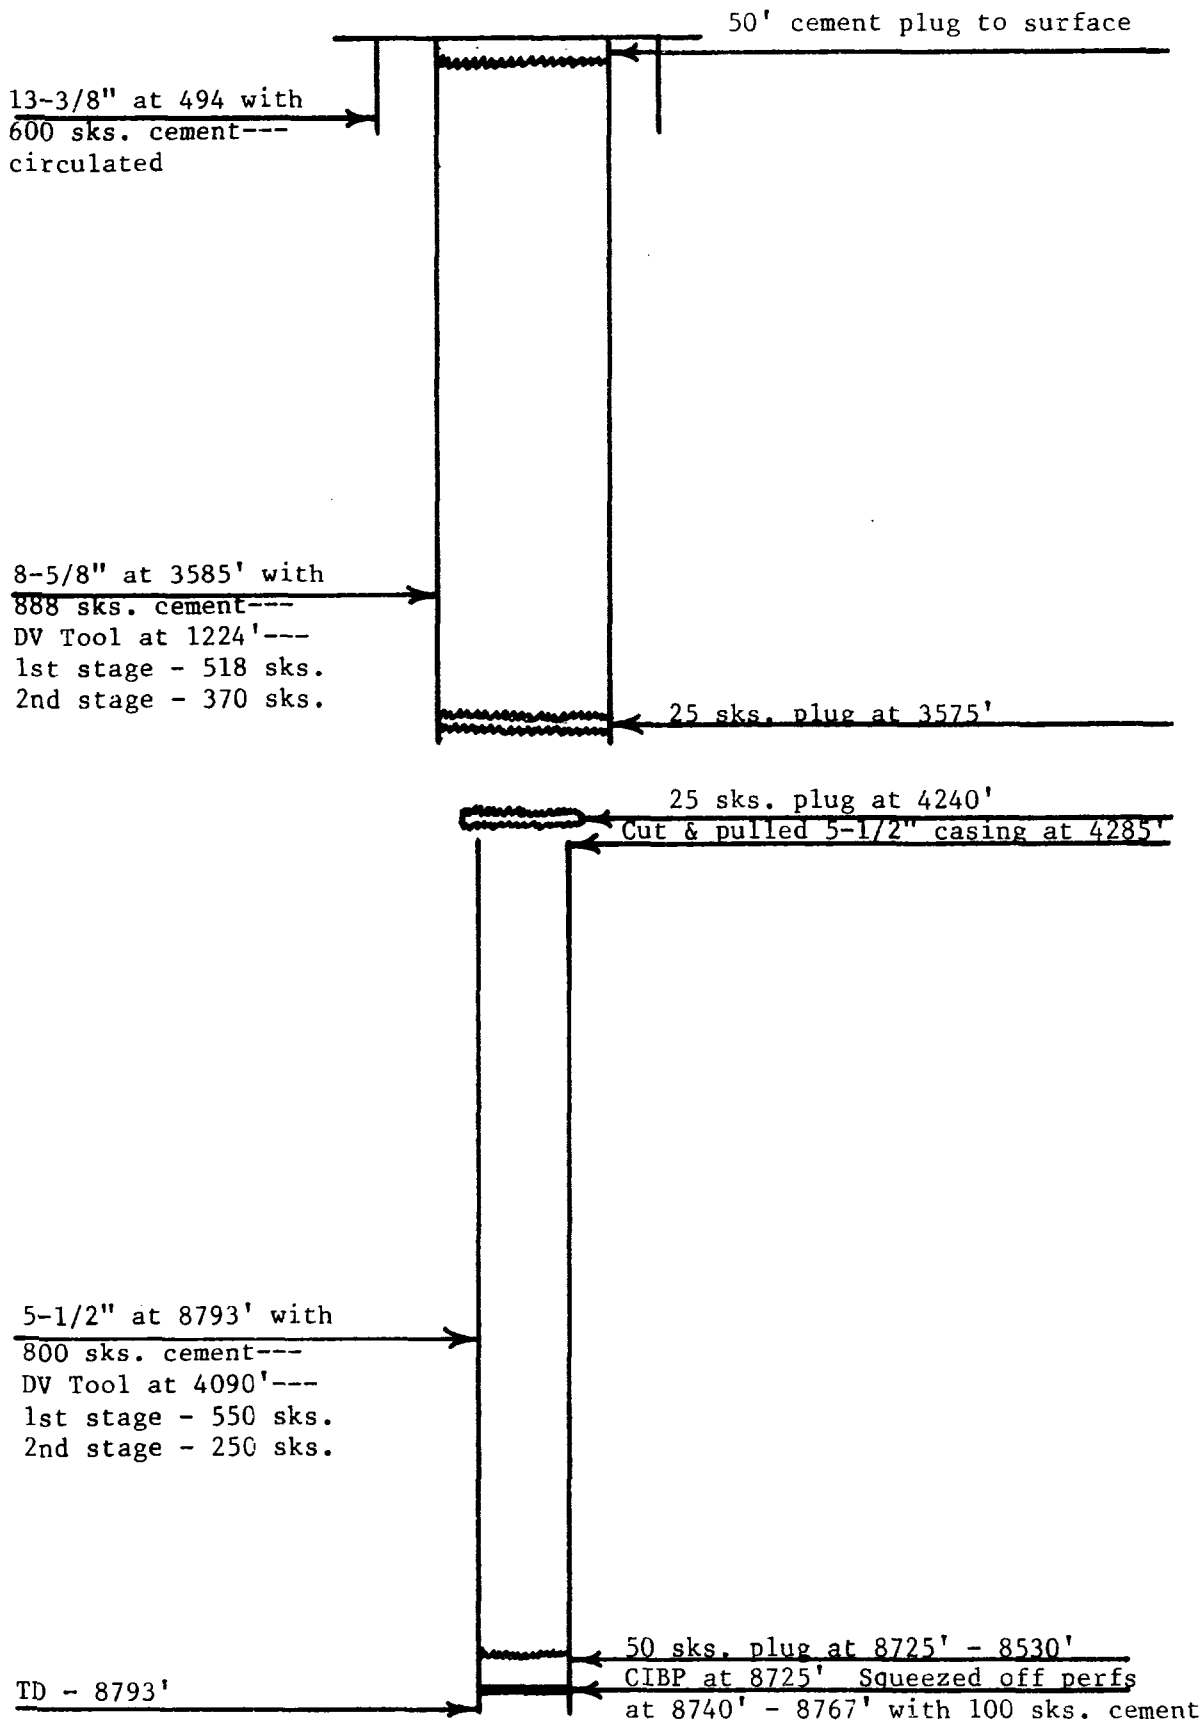 50' cement plug to surface
13-3/8" at 494 with
600 sks. cement---
circulated
8-5/8" at 3585' with
888 sks. cement---
DV Tool at 1224'---
1st stage - 518 sks.
2nd stage - 370 sks.
25 sks. plug at 3575'
25 sks. plug at 4240'
Cut & pulled 5-1/2" casing at 4285'
5-1/2" at 8793' with
800 sks. cement---
DV Tool at 4090'---
1st stage - 550 sks.
2nd stage - 250 sks.
50 sks. plug at 8725' - 8530'
CIBP at 8725' Squeezed off perfs
at 8740' - 8767' with 100 sks. cement
TD - 8793'